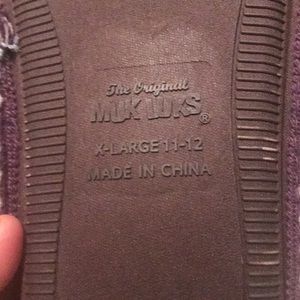 The Original
MUK LUKS®
X-LARGE 11-12
MADE IN CHINA